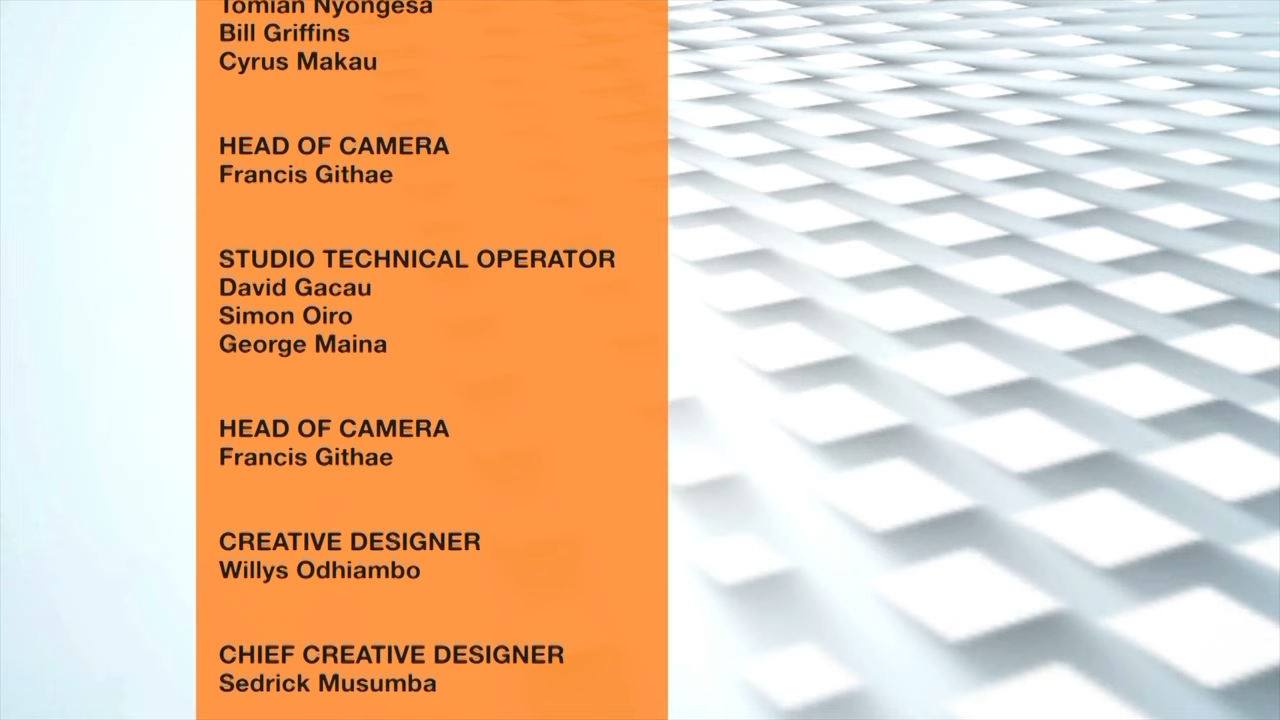 Tomian Nyongesa
Bill Griffins
Cyrus Makau
HEAD OF CAMERA
Francis Githae
STUDIO TECHNICAL OPERATOR
David Gacau
Simon Oiro
George Maina
HEAD OF CAMERA
Francis Githae
CREATIVE DESIGNER
Willys Odhiambo
CHIEF CREATIVE DESIGNER
Sedrick Musumba